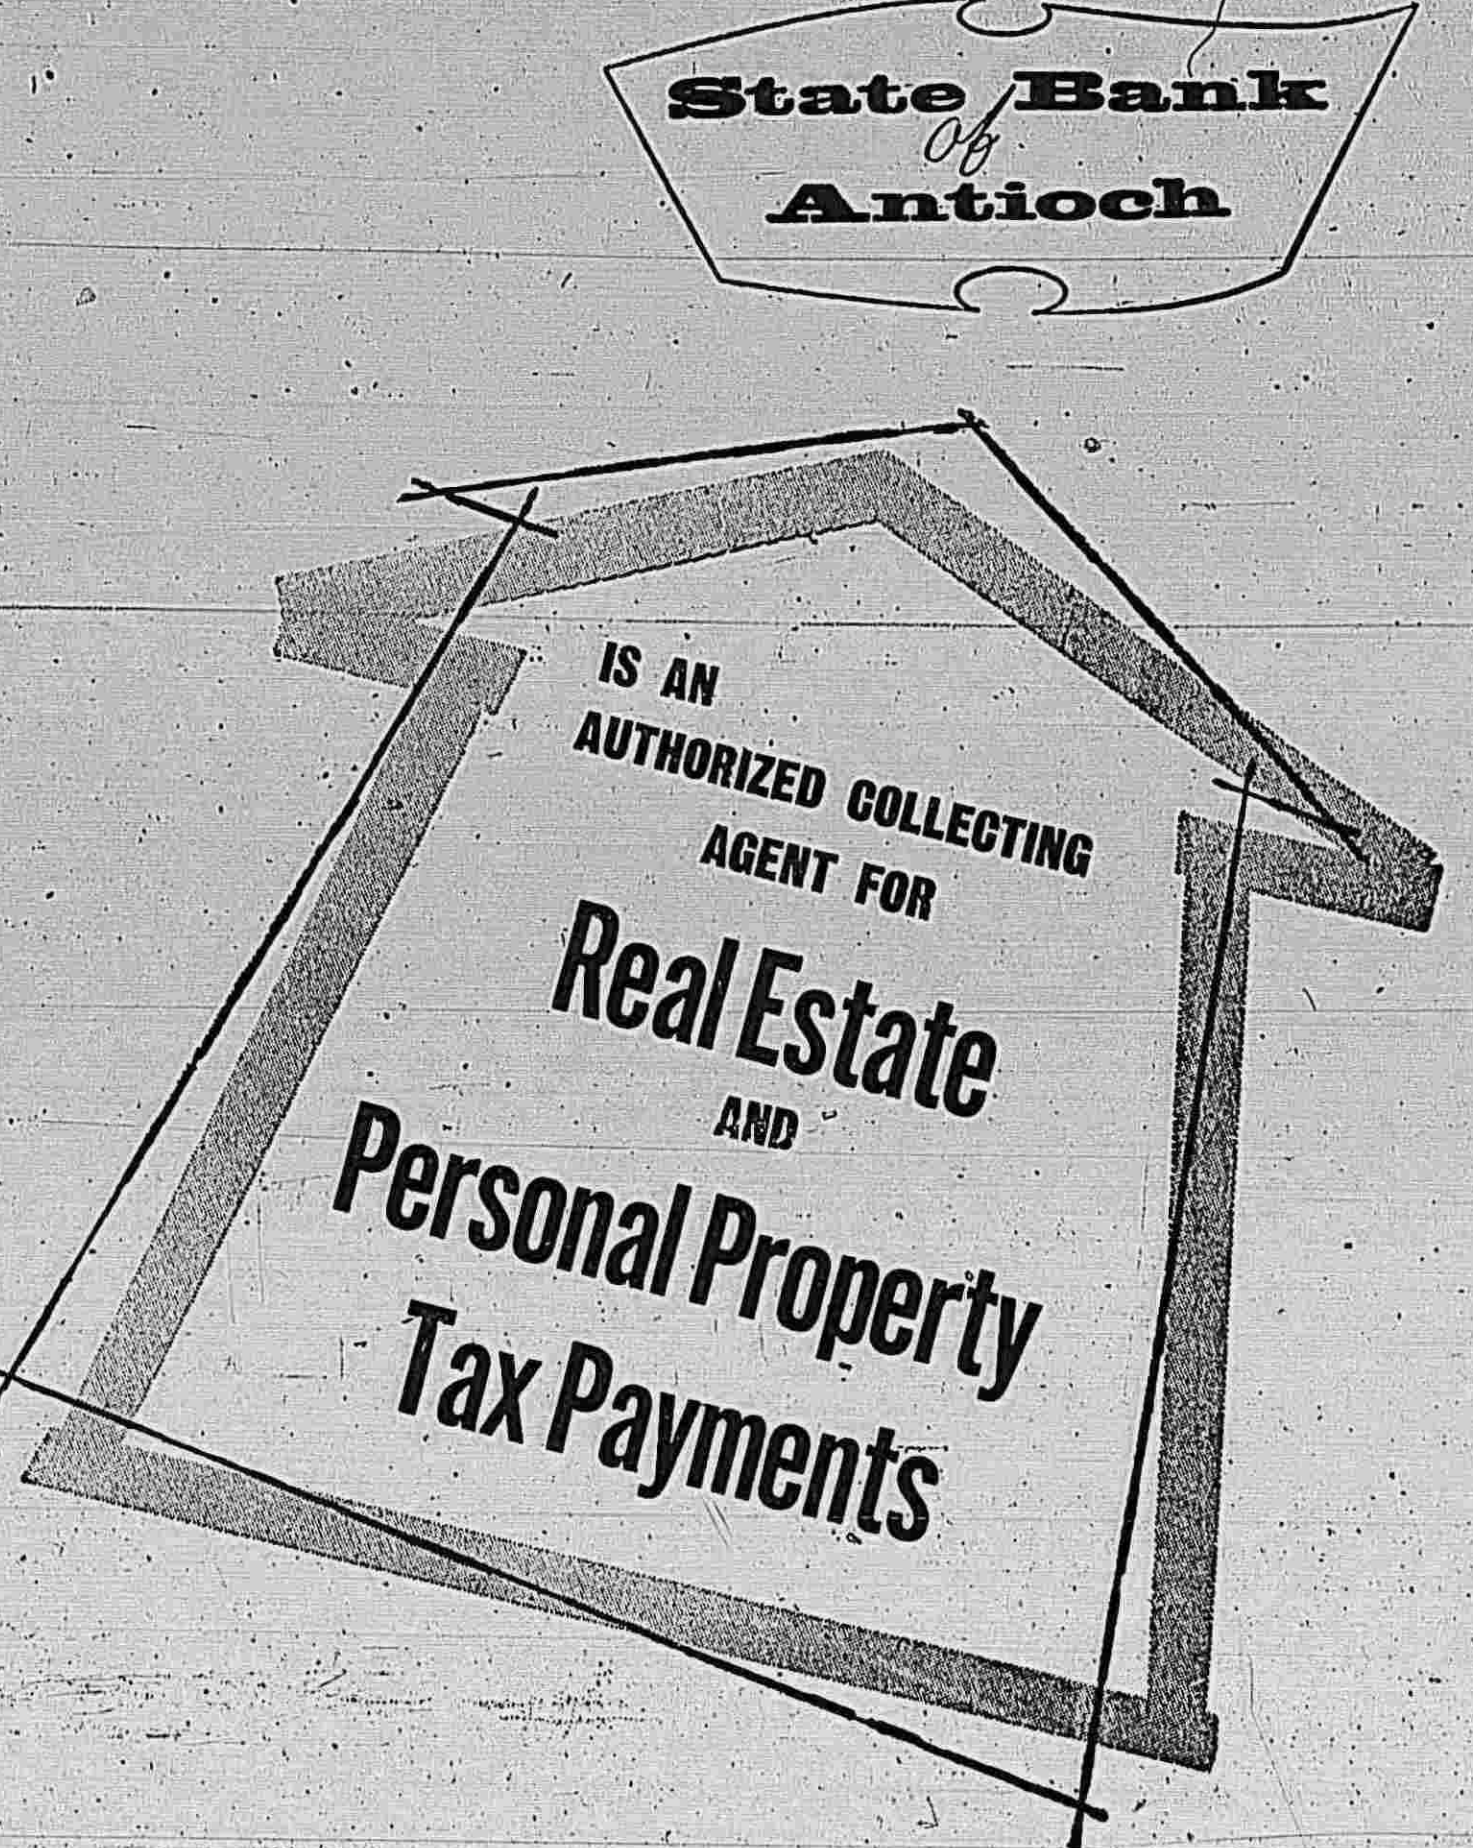 State Bank
of
Antioch
IS AN
AUTHORIZED COLLECTING
AGENT FOR
Real Estate
AND
Personal Property
Tax Payments